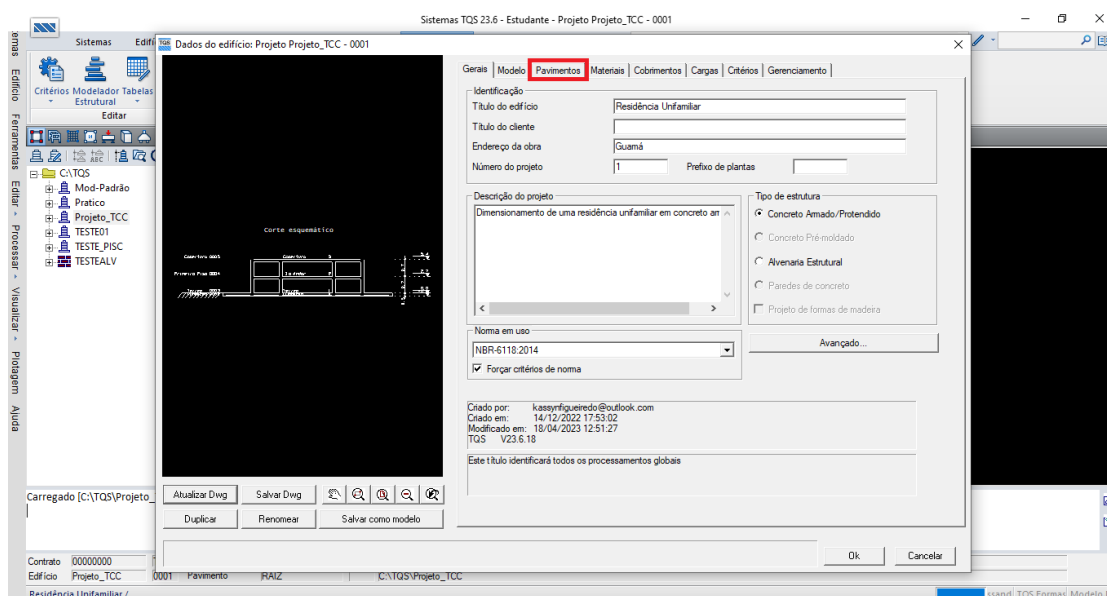 Sistemas TQS 23.6 - Estudante - Projeto Projeto_TCC - 0001
Sistemas Edifí
Dados do edifício: Projeto Projeto_TCC - 0001
Gerais Modelo Pavimentos Materiais Cobrimentos Cargas Critérios Gerenciamento
Critérios Modelador Tabelas
Estrutural
Editar
Edifício
Ferramentas
Editar
Processar
Visualizar
Plotagem
Ajuda
C:\TQS
Mod-Padrão
Pratico
Projeto_TCC
TESTE01
TESTE_PISC
TESTEALV
Corte esquemático
Identificação
Título do edifício Residência Unifamiliar
Título do cliente
Endereço da obra Guamá
Número do projeto 1 Prefixo de plantas
Descrição do projeto
Dimensionamento de uma residência unifamiliar em concreto arr
Tipo de estrutura
Concreto Armado/Protendido
Concreto Pré-moldado
Alvenaria Estrutural
Paredes de concreto
Projeto de formas de madeira
Norma em uso
NBR-6118:2014
Forçar critérios de norma
Avançado...
Criado por: kassynfigueiredo@outlook.com
Criado em: 14/12/2022 17:53:02
Modificado em: 18/04/2023 12:51:27
TQS V23.6.18
Este título identificará todos os processamentos globais
Atualizar Dwg Salvar Dwg
Duplicar Renomear Salvar como modelo
Ok Cancelar
Carregado [C:\TQS\Projeto_
Contrato 00000000
Edifício Projeto_TCC 0001 Pavimento RAIZ C:\TQS\Projeto_TCC
Residência Unifamiliar /
ssand TQS Formas Modelo